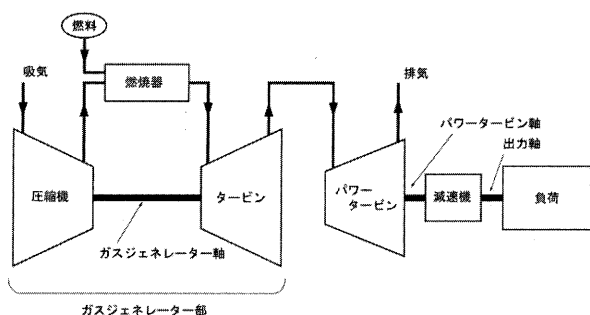 燃料
吸気
燃焼器
排気
パワータービン軸
出力軸
圧縮機
タービン
パワー
タービン
減速機
負荷
ガスジェネレーター軸
ガスジェネレーター部